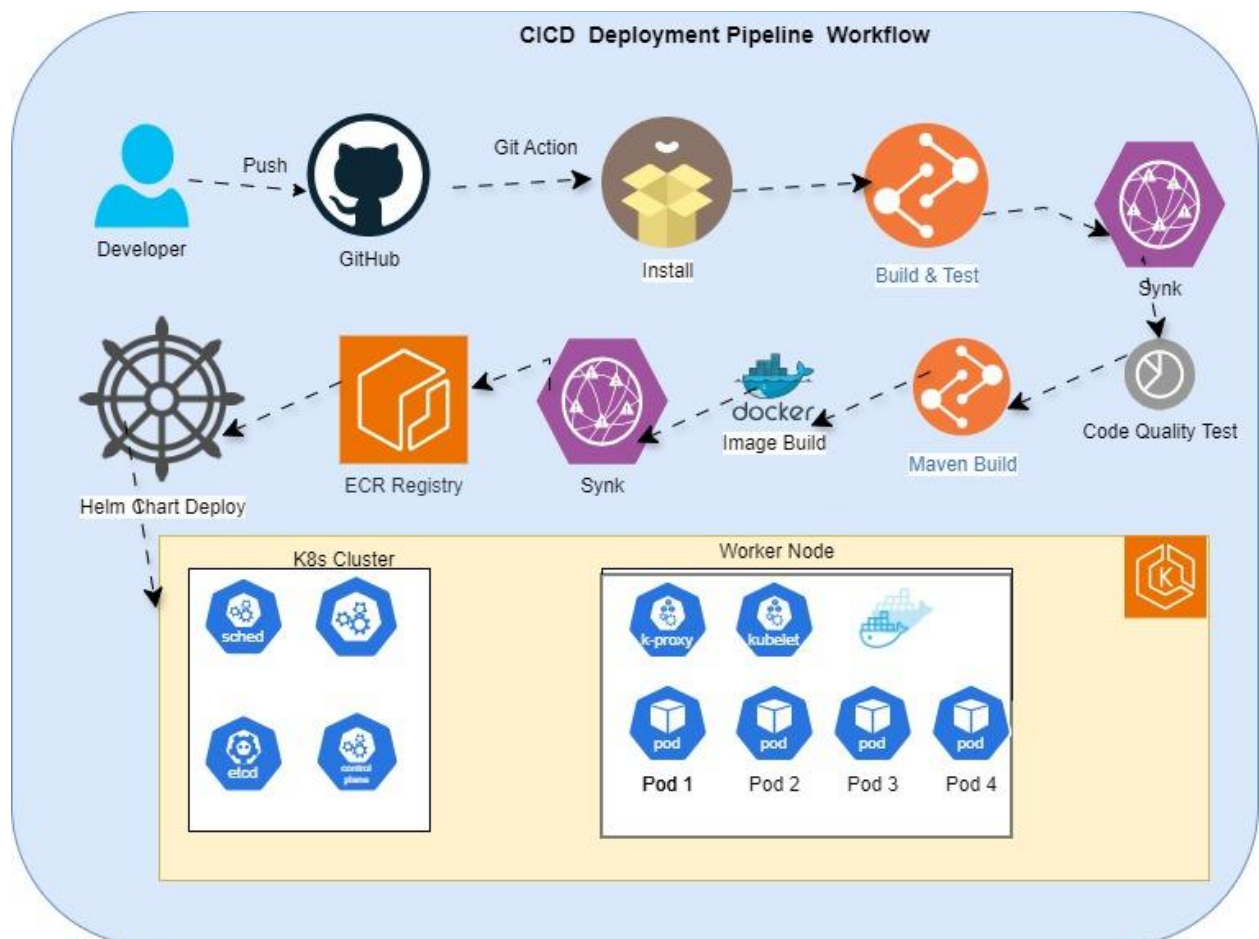 CICD Deployment Pipeline Workflow
Push
Git Action
Developer
GitHub
Install
Build & Test
Synk
Helm Chart Deploy
ECR Registry
Synk
docker
Image Build
Maven Build
Code Quality Test
K8s Cluster
sched
etcd
control
plane
Worker Node
k-proxy
kubelet
pod
pod
pod
pod
Pod 1
Pod 2
Pod 3
Pod 4
K